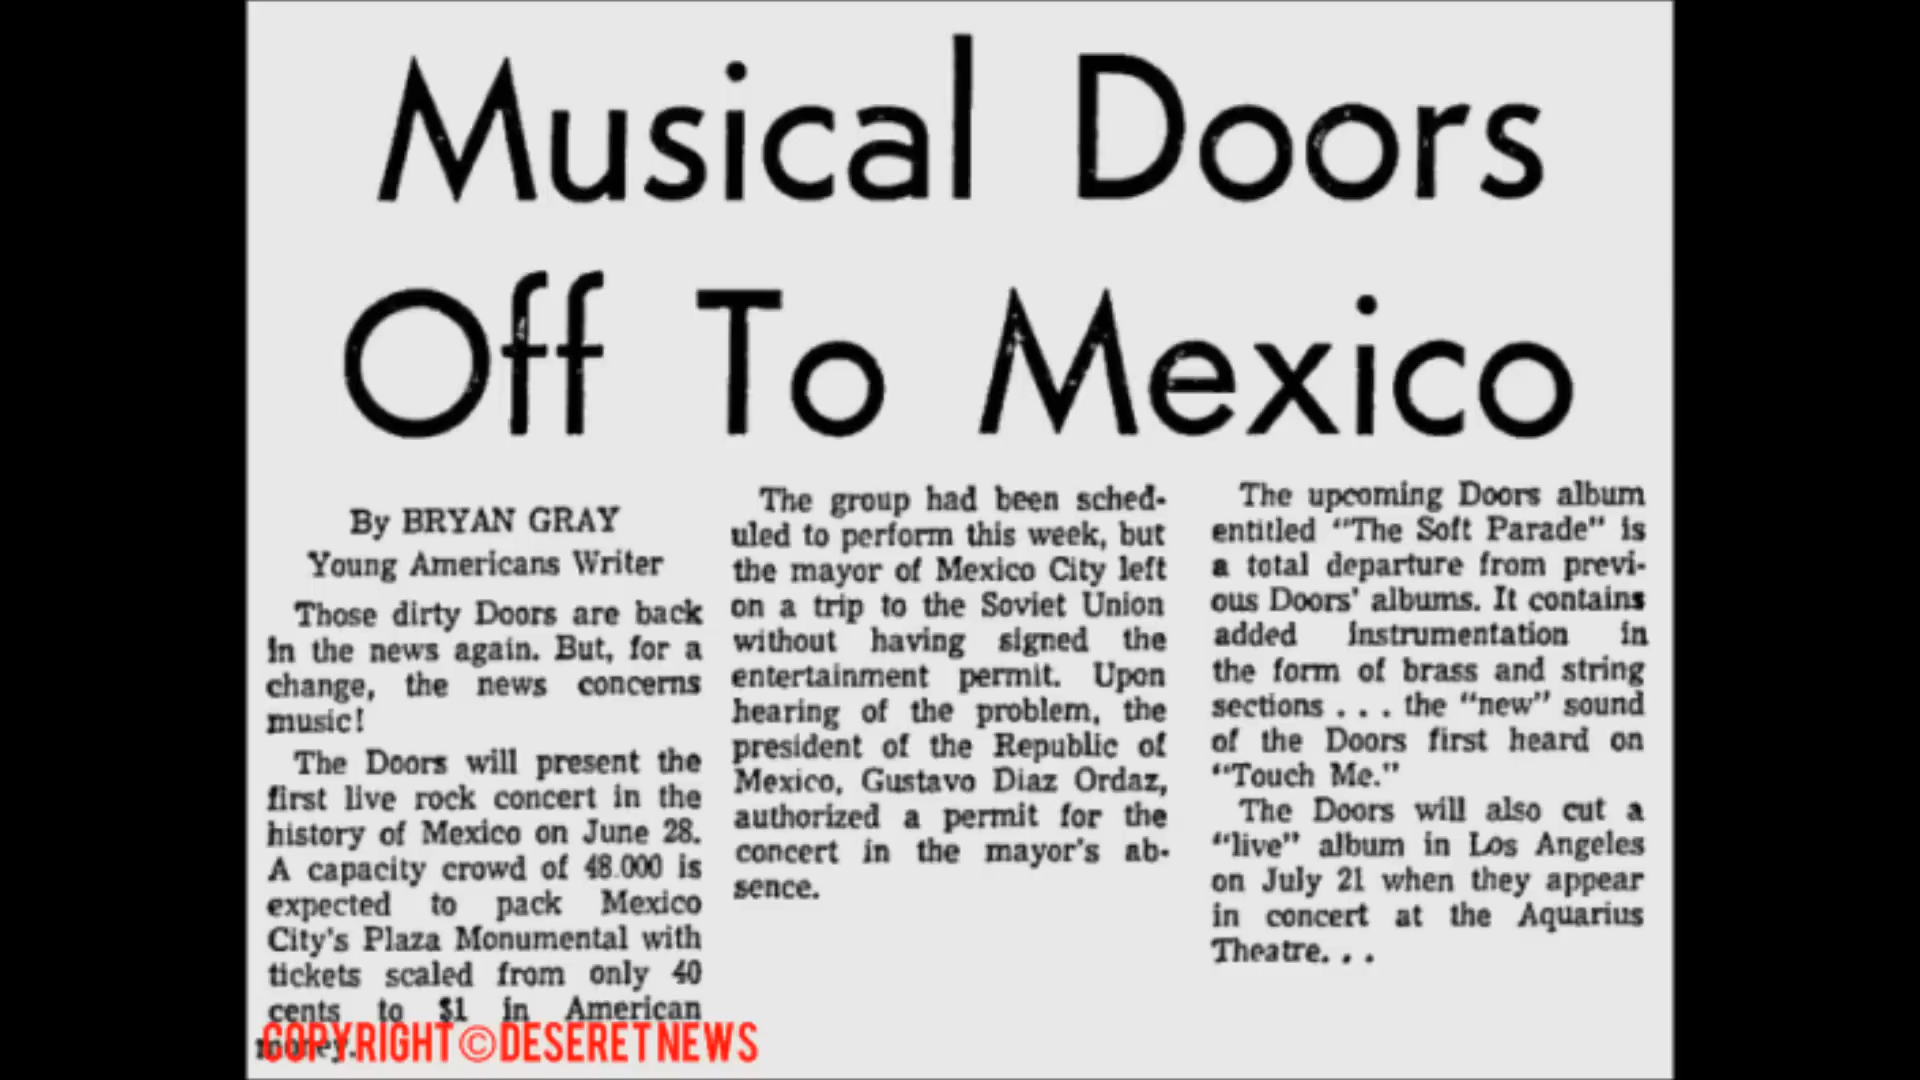 Musical Doors
Off To Mexico
By BRYAN GRAY
Young Americans Writer
Those dirty Doors are back
in the news again. But, for a
change, the news concerns
music!
The Doors will present the
first live rock concert in the
history of Mexico on June 28.
A capacity crowd of 48.000 is
expected to pack Mexico
City's Plaza Monumental with
tickets scaled from only 40
cents to $1 in American
money.
The group had been sched-
uled to perform this week, but
the mayor of Mexico City left
on a trip to the Soviet Union
without having signed the
entertainment permit. Upon
hearing of the problem, the
president of the Republic of
Mexico, Gustavo Diaz Ordaz,
authorized a permit for the
concert in the mayor's ab-
sence.
The upcoming Doors album
entitled "The Soft Parade" is
a total departure from previ-
ous Doors' albums. It contains
added instrumentation in
the form of brass and string
sections . . . the "new" sound
of the Doors first heard on
"Touch Me."
The Doors will also cut a
"live" album in Los Angeles
on July 21 when they appear
in concert at the Aquarius
Theatre. . .
COPYRIGHT © DESERET NEWS